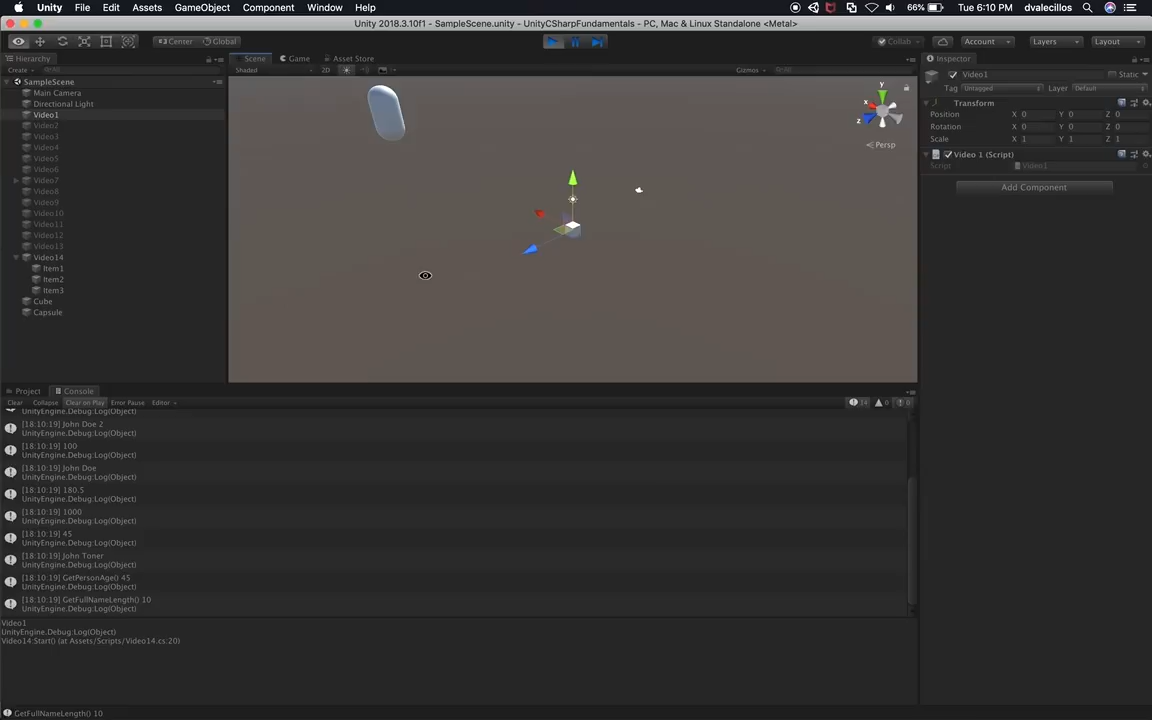 Unity File Edit Assets GameObject Component Window Help
66% Tue 6:10 PM dvalecillos
Unity 2018.3.10f1 - SampleScene.unity - UnityCSharpFundamentals - PC, Mac & Linux Standalone <Metal>
Center Global
Collab Account Layers Layout
Hierarchy
Create
SampleScene
Main Camera
Directional Light
Video1
Video2
Video3
Video4
Video5
Video6
Video7
Video8
Video9
Video10
Video11
Video12
Video13
Video14
Item1
Item2
Item3
Cube
Capsule
Scene Game Asset Store
Shaded 2D Gizmos
y
x
z
Persp
Inspector
Video1 Static
Tag Untagged Layer Default
Transform
Position X 0 Y 0 Z 0
Rotation X 0 Y 0 Z 0
Scale X 1 Y 1 Z 1
Video 1 (Script)
Script Video1
Add Component
Project Console
Clear Collapse Clear on Play Error Pause Editor
0 0
UnityEngine.Debug:Log(Object)
[18:10:19] John Doe 2
UnityEngine.Debug:Log(Object)
[18:10:19] 100
UnityEngine.Debug:Log(Object)
[18:10:19] John Doe
UnityEngine.Debug:Log(Object)
[18:10:19] 180.5
UnityEngine.Debug:Log(Object)
[18:10:19] 1000
UnityEngine.Debug:Log(Object)
[18:10:19] 45
UnityEngine.Debug:Log(Object)
[18:10:19] John Toner
UnityEngine.Debug:Log(Object)
[18:10:19] GetPersonAge() 45
UnityEngine.Debug:Log(Object)
[18:10:19] GetFullNameLength() 10
UnityEngine.Debug:Log(Object)
Video1
UnityEngine.Debug:Log(Object)
Video14:Start() (at Assets/Scripts/Video14.cs:20)
GetFullNameLength() 10